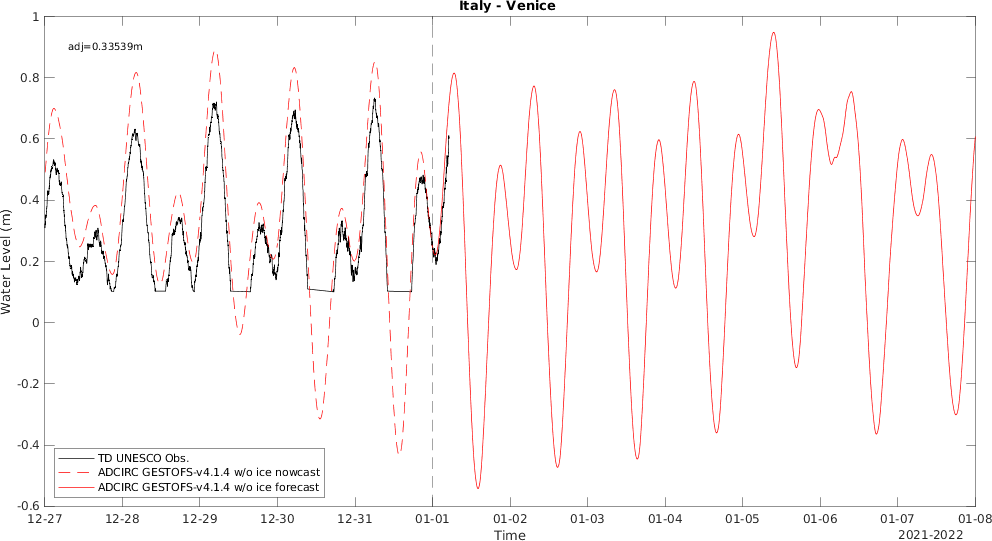 Italy - Venice
adj=0.33539m
1
0.8
0.6
0.4
0.2
0
-0.2
-0.4
-0.6
Water Level (m)
TD UNESCO Obs.
ADCIRC GESTOFS-v4.1.4 w/o ice nowcast
ADCIRC GESTOFS-v4.1.4 w/o ice forecast
12-27 12-28 12-29 12-30 12-31 01-01 01-02 01-03 01-04 01-05 01-06 01-07 01-08
Time
2021-2022